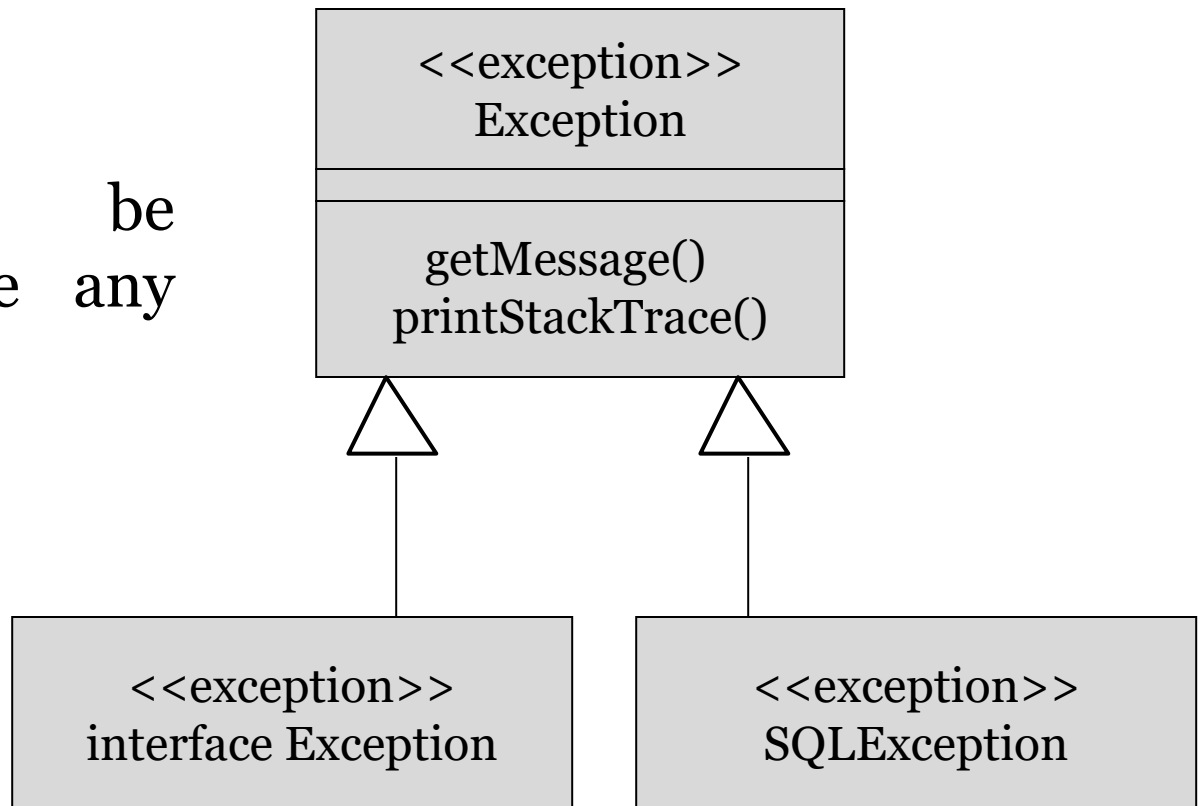 <<exception>>
Exception
be
any
getMessage()
printStackTrace()
<<exception>>
interface Exception
<<exception>>
SQLException